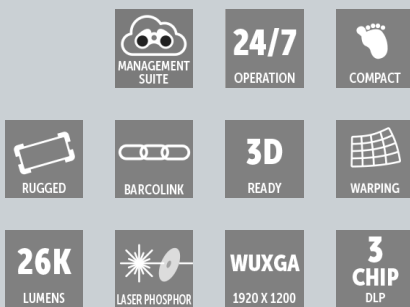 MANAGEMENT
SUITE
24/7
OPERATION
COMPACT
RUGGED
BARCOLINK
3D
READY
WARPING
26K
LUMENS
LASER PHOSPHOR
WUXGA
1920 X 1200
3
CHIP
DLP